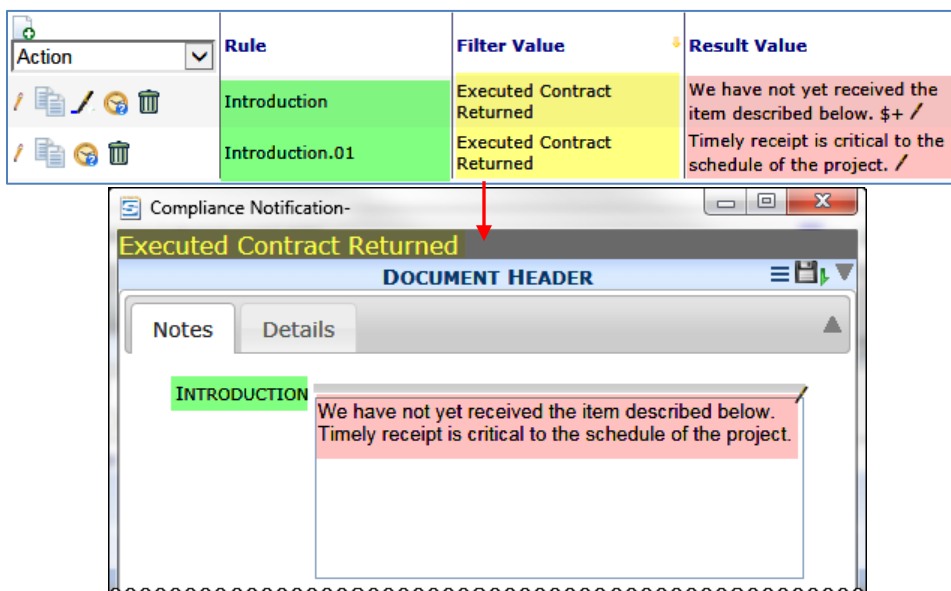 Action
Rule
Filter Value
Result Value
Introduction
Executed Contract
Returned
We have not yet received the
item described below. $+
Introduction.01
Executed Contract
Returned
Timely receipt is critical to the
schedule of the project.
Compliance Notification-
Executed Contract Returned
DOCUMENT HEADER
Notes
Details
INTRODUCTION
We have not yet received the item described below.
Timely receipt is critical to the schedule of the project.